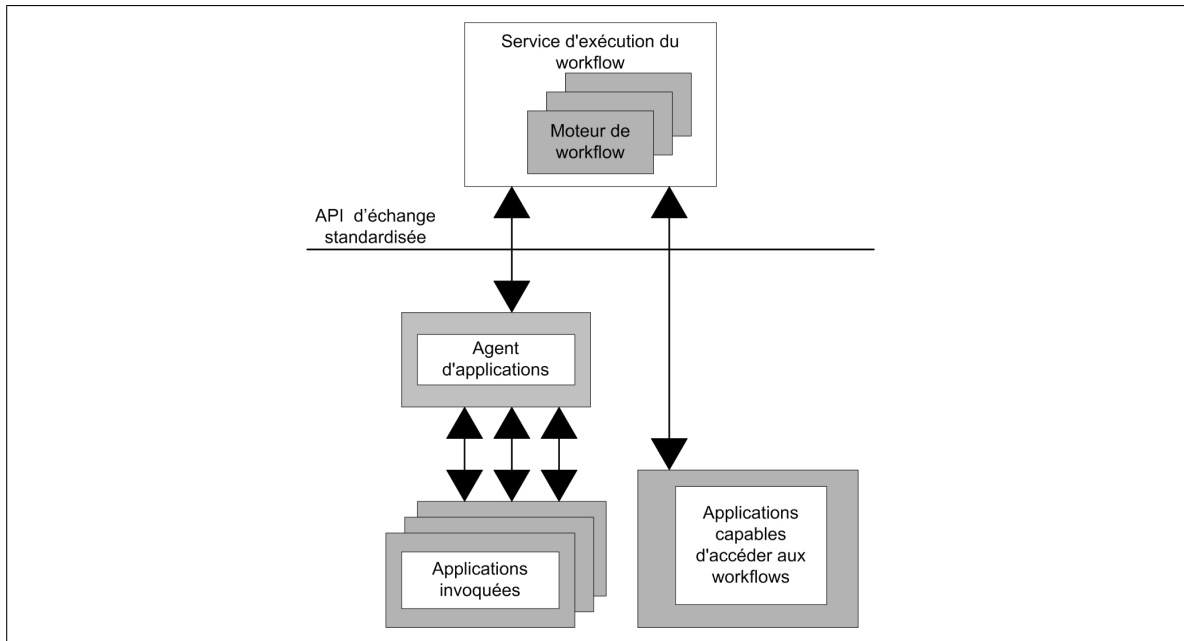 Service d'exécution du
workflow
Moteur de
workflow
API  d’échange
standardisée
Agent
d'applications
Applications
invoquées
Applications
capables
d'accéder aux
workflows